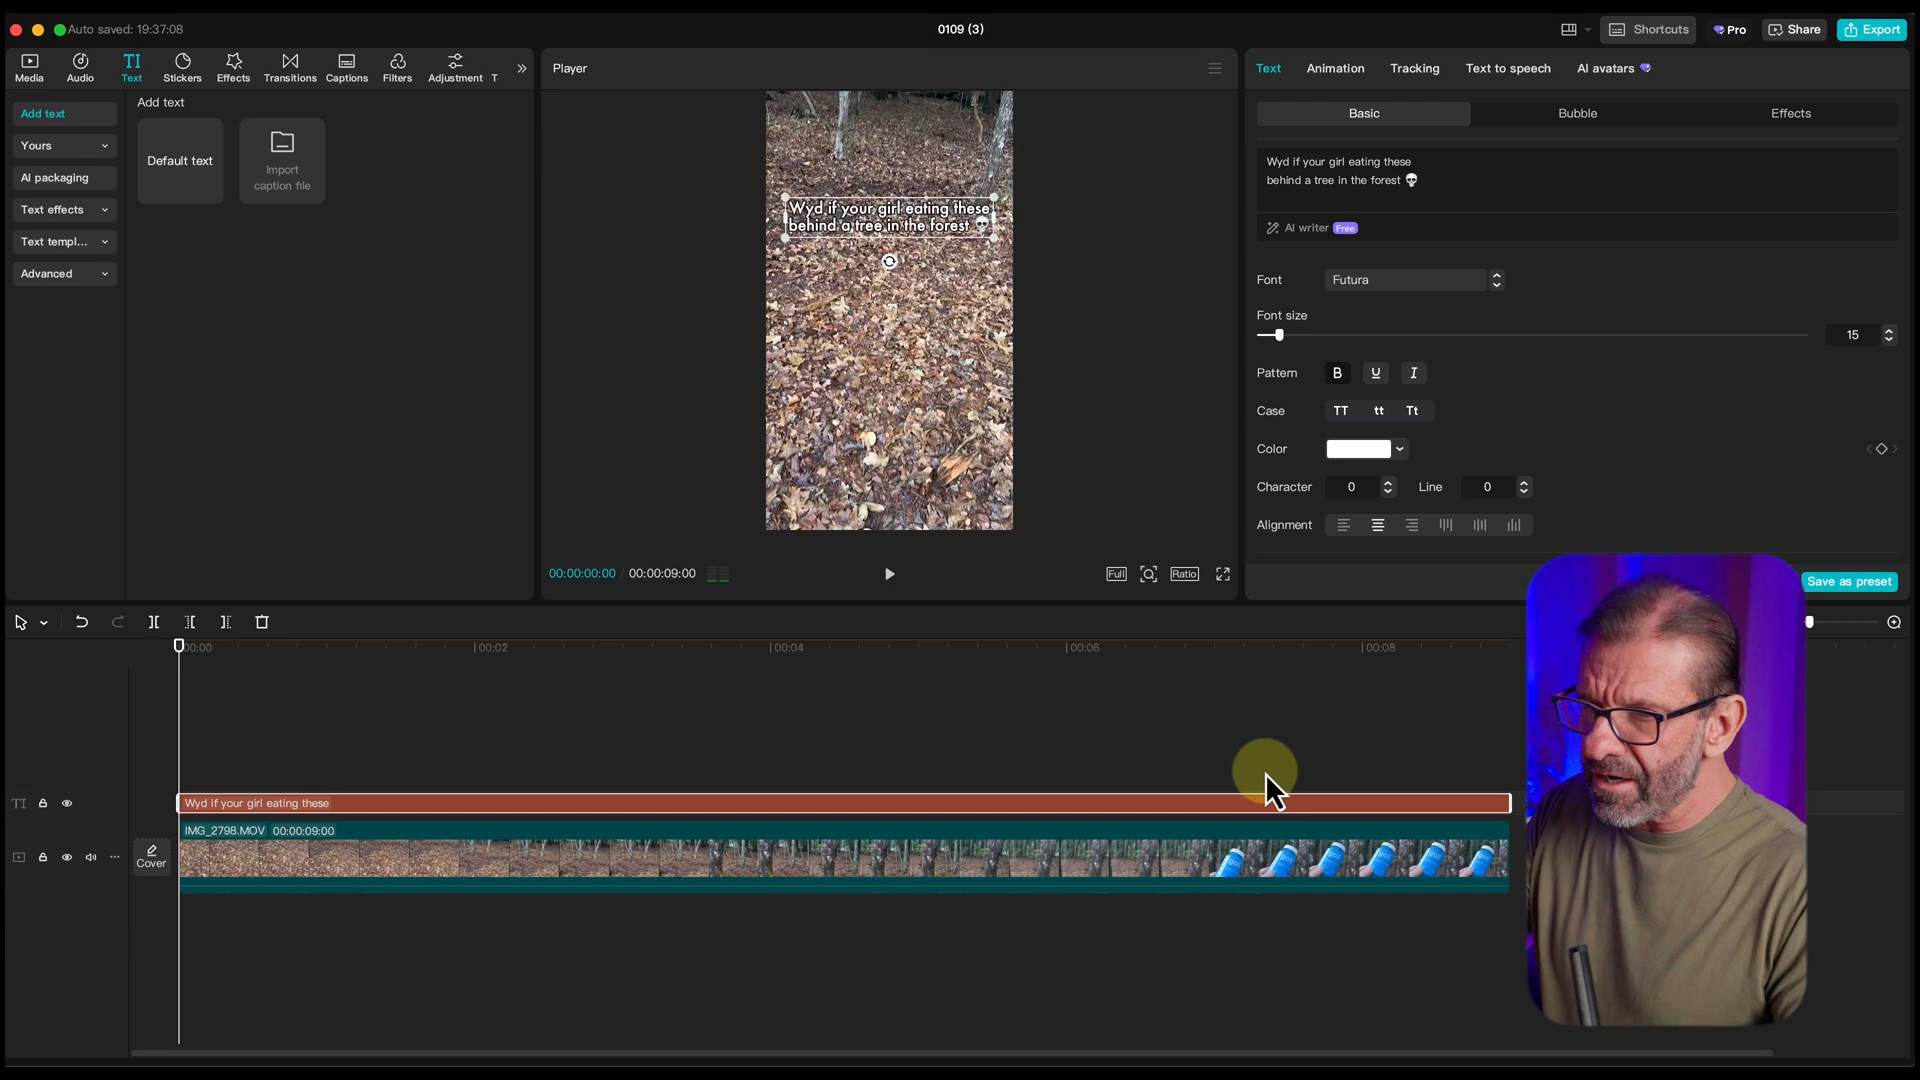 Auto saved: 19:37:08
0109 (3)
Shortcuts
Pro
Share
Export
Media
Audio
TI
Text
Stickers
Effects
Transitions
Captions
Filters
Adjustment
T
Player
Text
Animation
Tracking
Text to speech
AI avatars
Add text
Yours
AI packaging
Text effects
Text templ...
Advanced
Add text
Default text
Import
caption file
Wyd if your girl eating these
behind a tree in the forest 💀
00:00:00:00 / 00:00:09:00
Full
Ratio
Basic
Bubble
Effects
Wyd if your girl eating these
behind a tree in the forest 💀
AI writer Free
Font
Futura
Font size
15
Pattern
B
U
I
Case
TT
tt
Tt
Color
Character
0
Line
0
Alignment
Save as preset
00:00
00:02
00:04
00:06
00:08
TI
Wyd if your girl eating these
IMG_2798.MOV 00:00:09:00
Cover